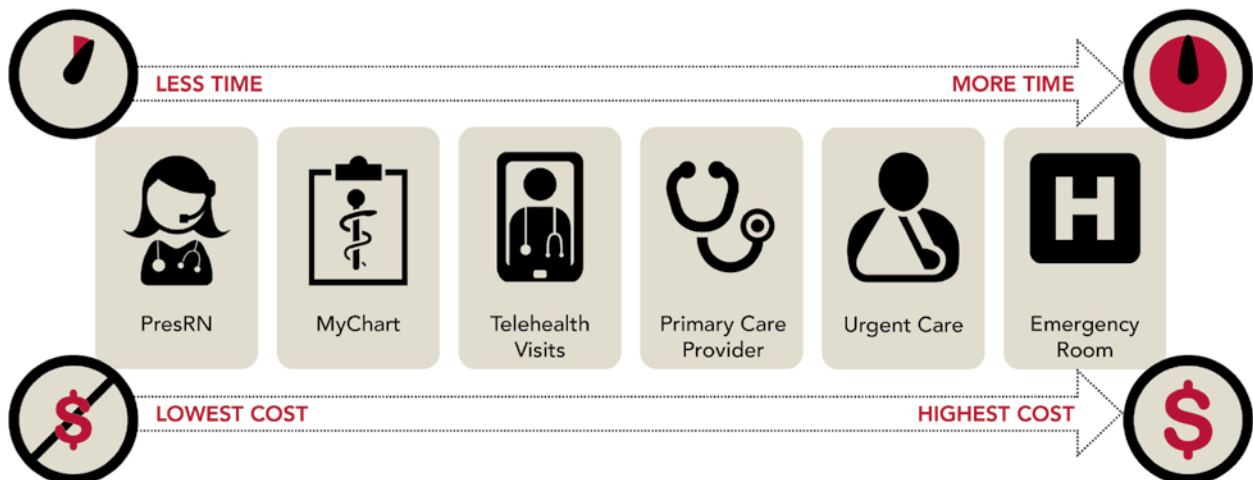 LESS TIME
MORE TIME
PresRN
MyChart
Telehealth
Visits
Primary Care
Provider
Urgent Care
H
Emergency
Room
$
LOWEST COST
HIGHEST COST
$